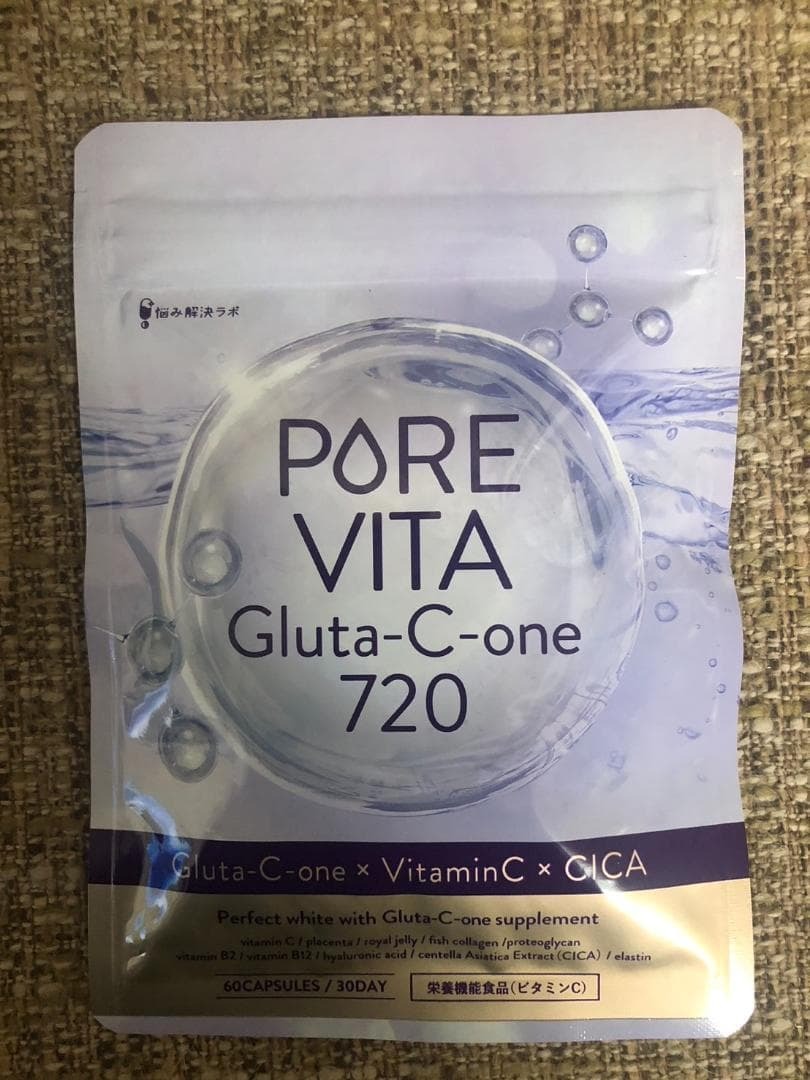 悩み解決ラボ
PORE
VITA
Gluta-C-one
720
Gluta-C-one × VitaminC × CICA
Perfect white with Gluta-C-one supplement
vitamin C / placenta / royal jelly / fish collagen /proteoglycan
vitamin B2 / vitamin B12 / hyaluronic acid / centella Asiatica Extract（CICA） / elastin
60CAPSULES / 30DAY
栄養機能食品（ビタミンC）